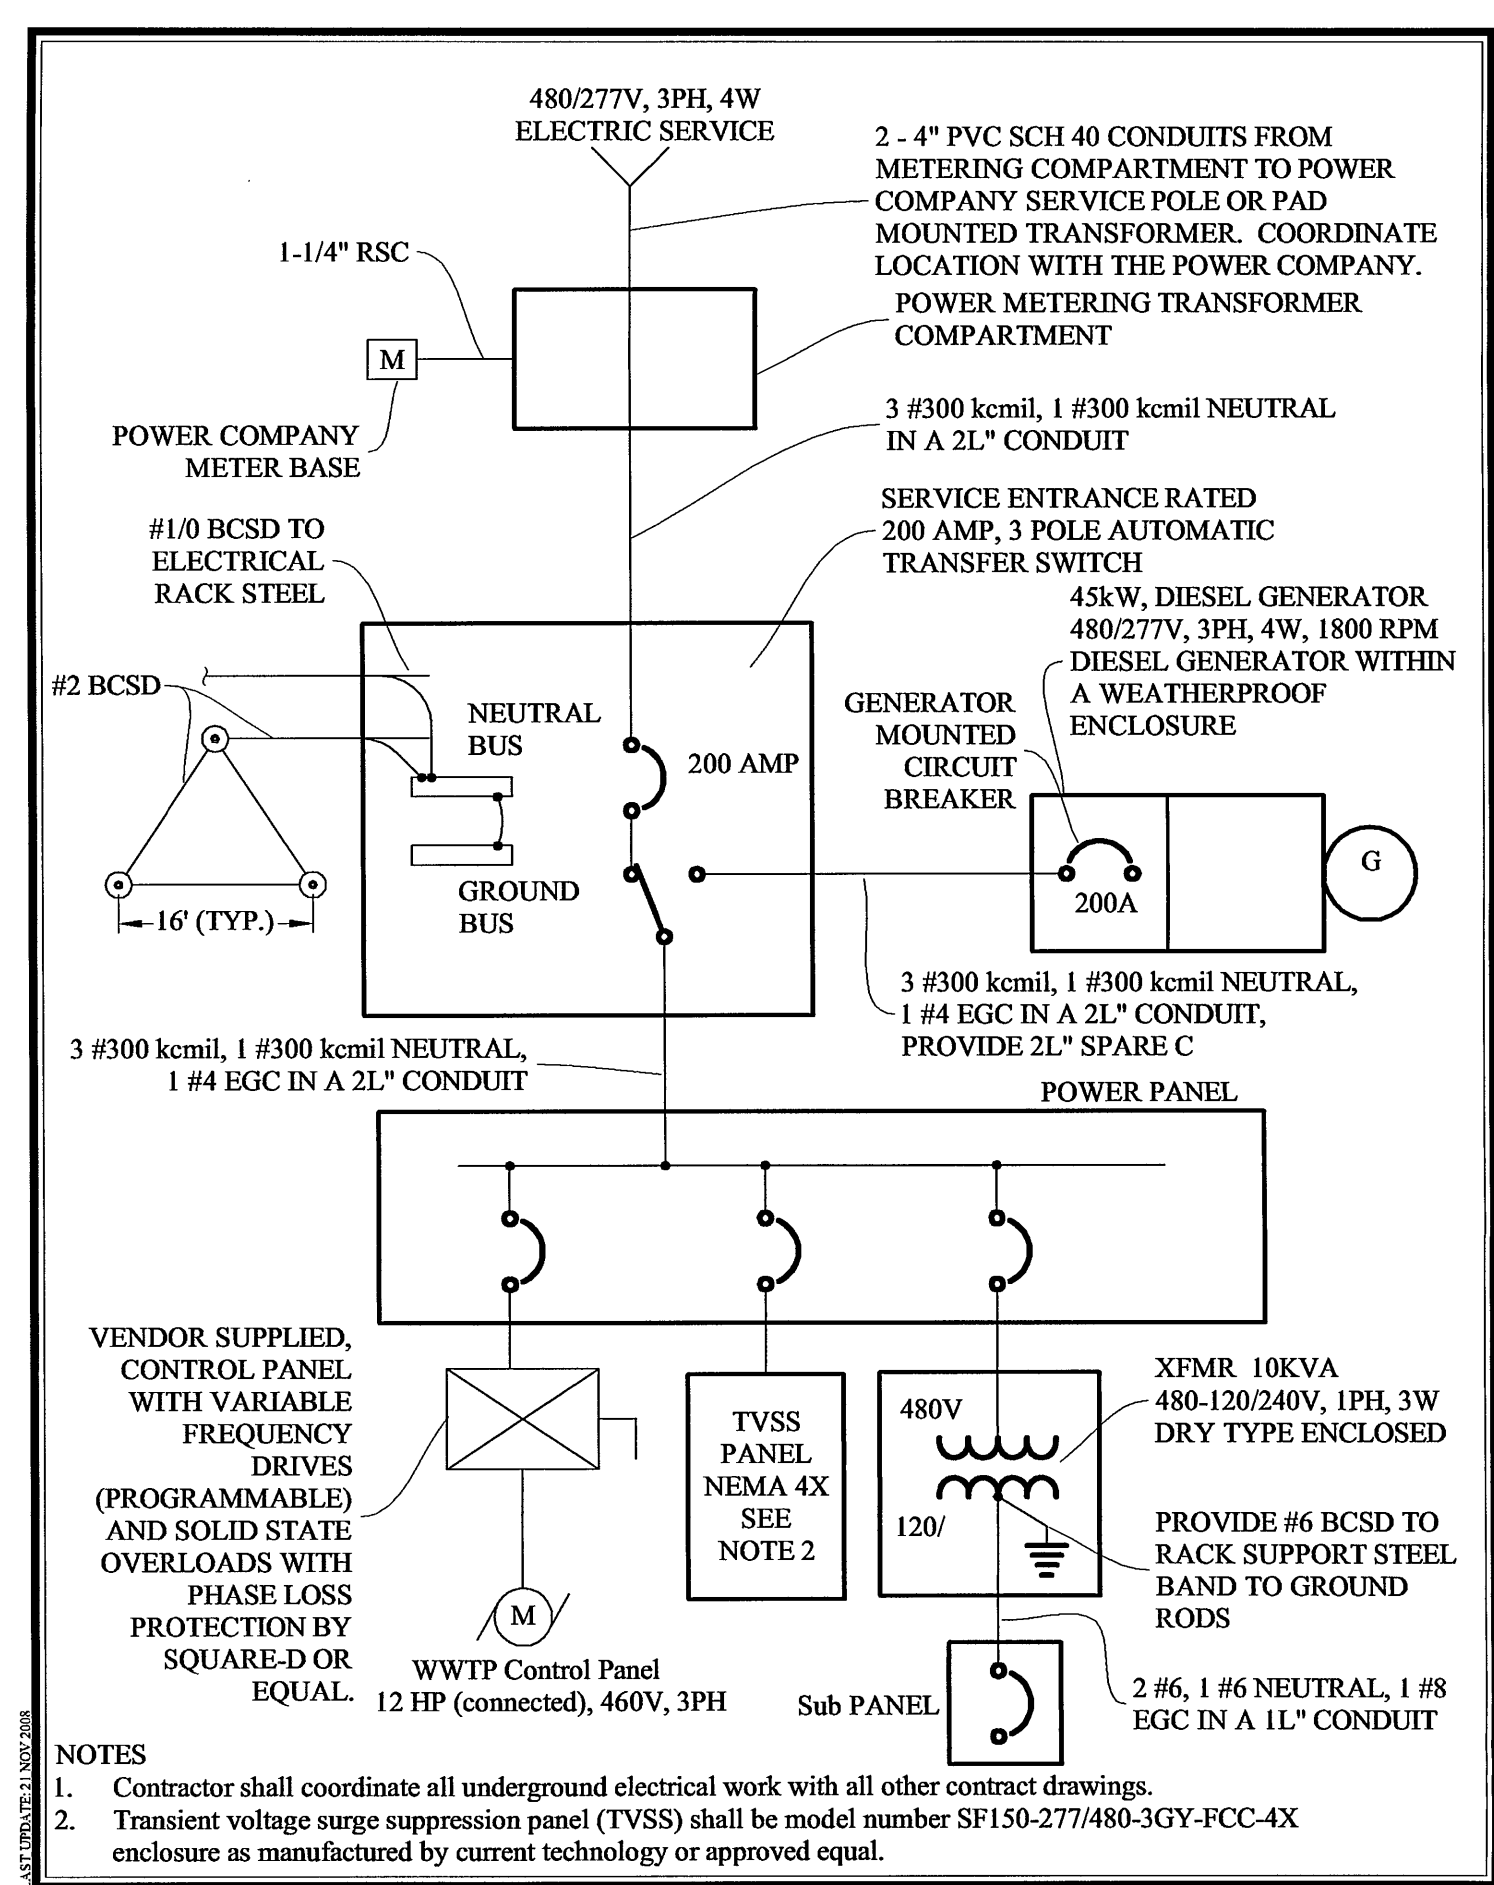 480/277V, 3PH, 4W
ELECTRIC SERVICE
2 - 4" PVC SCH 40 CONDUITS FROM
METERING COMPARTMENT TO POWER
COMPANY SERVICE POLE OR PAD
MOUNTED TRANSFORMER. COORDINATE
LOCATION WITH THE POWER COMPANY.
1-1/4" RSC
POWER METERING TRANSFORMER
COMPARTMENT
M
POWER COMPANY
METER BASE
3 #300 kcmil, 1 #300 kcmil NEUTRAL
IN A 2L" CONDUIT
SERVICE ENTRANCE RATED
200 AMP, 3 POLE AUTOMATIC
TRANSFER SWITCH
#1/0 BCSD TO
ELECTRICAL
RACK STEEL
45kW, DIESEL GENERATOR
480/277V, 3PH, 4W, 1800 RPM
DIESEL GENERATOR WITHIN
A WEATHERPROOF
ENCLOSURE
#2 BCSD
GENERATOR
MOUNTED
CIRCUIT
BREAKER
NEUTRAL
BUS
200 AMP
G
200A
GROUND
BUS
16' (TYP.)
3 #300 kcmil, 1 #300 kcmil NEUTRAL,
1 #4 EGC IN A 2L" CONDUIT,
PROVIDE 2L" SPARE C
3 #300 kcmil, 1 #300 kcmil NEUTRAL,
1 #4 EGC IN A 2L" CONDUIT
POWER PANEL
VENDOR SUPPLIED,
CONTROL PANEL
WITH VARIABLE
FREQUENCY
DRIVES
(PROGRAMMABLE)
AND SOLID STATE
OVERLOADS WITH
PHASE LOSS
PROTECTION BY
SQUARE-D OR
EQUAL.
TVSS
PANEL
NEMA 4X
SEE
NOTE 2
480V
120/
XFMR 10KVA
480-120/240V, 1PH, 3W
DRY TYPE ENCLOSED
PROVIDE #6 BCSD TO
RACK SUPPORT STEEL
BAND TO GROUND
RODS
M
WWTP Control Panel
12 HP (connected), 460V, 3PH
Sub PANEL
2 #6, 1 #6 NEUTRAL, 1 #8
EGC IN A 1L" CONDUIT
NOTES
1. Contractor shall coordinate all underground electrical work with all other contract drawings.
2. Transient voltage surge suppression panel (TVSS) shall be model number SF150-277/480-3GY-FCC-4X
enclosure as manufactured by current technology or approved equal.
AST UPDATE: 21 NOV 2008